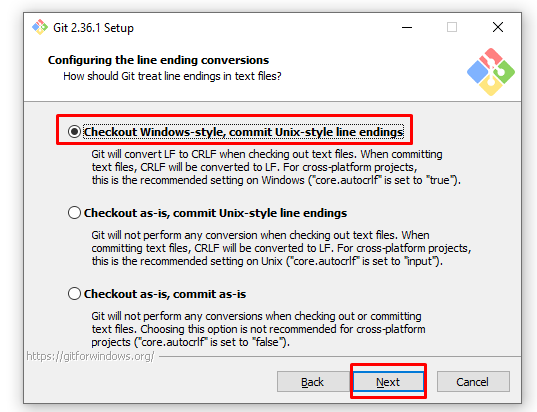 Git 2.36.1 Setup
Configuring the line ending conversions
How should Git treat line endings in text files?
Checkout Windows-style, commit Unix-style line endings
Git will convert LF to CRLF when checking out text files. When committing
text files, CRLF will be converted to LF. For cross-platform projects,
this is the recommended setting on Windows ("core.autocrlf" is set to "true").
Checkout as-is, commit Unix-style line endings
Git will not perform any conversion when checking out text files. When
committing text files, CRLF will be converted to LF. For cross-platform projects,
this is the recommended setting on Unix ("core.autocrlf" is set to "input").
Checkout as-is, commit as-is
Git will not perform any conversions when checking out or committing
text files. Choosing this option is not recommended for cross-platform
projects ("core.autocrlf" is set to "false").
https://gitforwindows.org/
Back Next Cancel